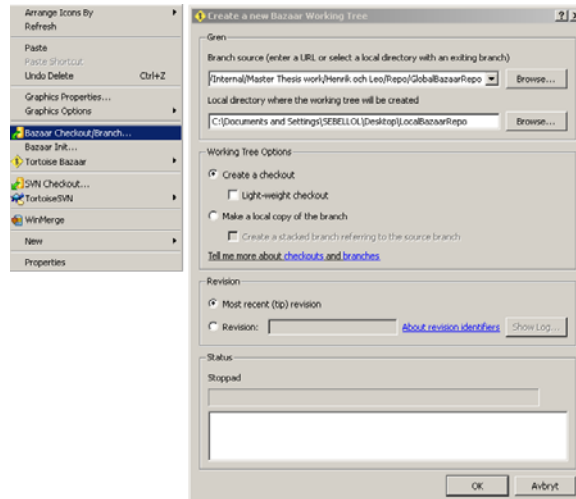 Arrange Icons By
Refresh
Paste
Paste Shortcut
Undo Delete Ctrl+Z
Graphics Properties...
Graphics Options
Bazaar Checkout/Branch...
Bazaar Init...
Tortoise Bazaar
SVN Checkout...
TortoiseSVN
WinMerge
New
Properties
Create a new Bazaar Working Tree
Gren
Branch source (enter a URL or select a local directory with an exiting branch)
/Internal/Master Thesis work/Henrik och Leo/Repo/GlobalBazaarRepo Browse...
Local directory where the working tree will be created
C:\Documents and Settings\SEBELLOL\Desktop\LocalBazaarRepo Browse...
Working Tree Options
Create a checkout
Light-weight checkout
Make a local copy of the branch
Create a stacked branch referring to the source branch
Tell me more about checkouts and branches
Revision
Most recent (tip) revision
Revision: About revision identifiers Show Log...
Status
Stoppad
OK Avbryt